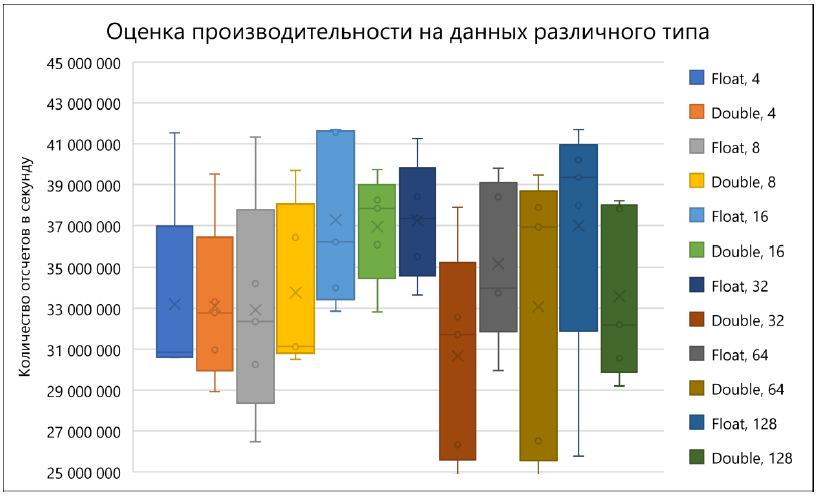 Оценка производительности на данных различного типа
Количество отсчетов в секунду
45 000 000
43 000 000
41 000 000
39 000 000
37 000 000
35 000 000
33 000 000
31 000 000
29 000 000
27 000 000
25 000 000
Float, 4
Double, 4
Float, 8
Double, 8
Float, 16
Double, 16
Float, 32
Double, 32
Float, 64
Double, 64
Float, 128
Double, 128